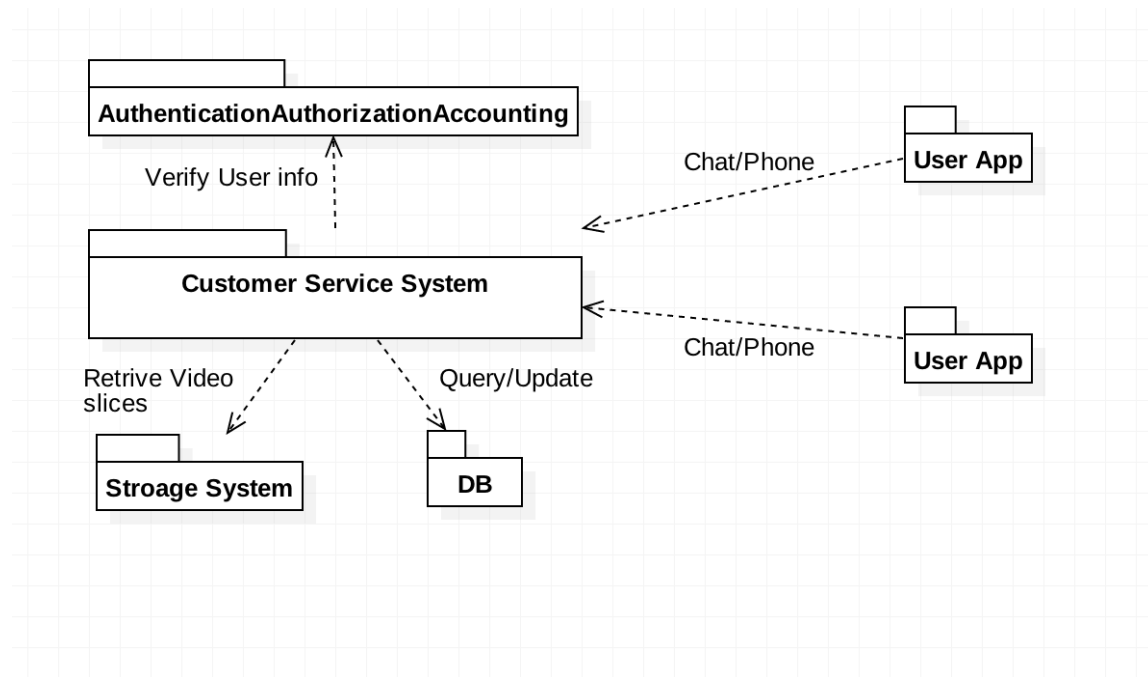 AuthenticationAuthorizationAccounting
User App
Chat/Phone
Verify User info
Customer Service System
Chat/Phone
User App
Retrive Video
slices
Query/Update
Stroage System
DB